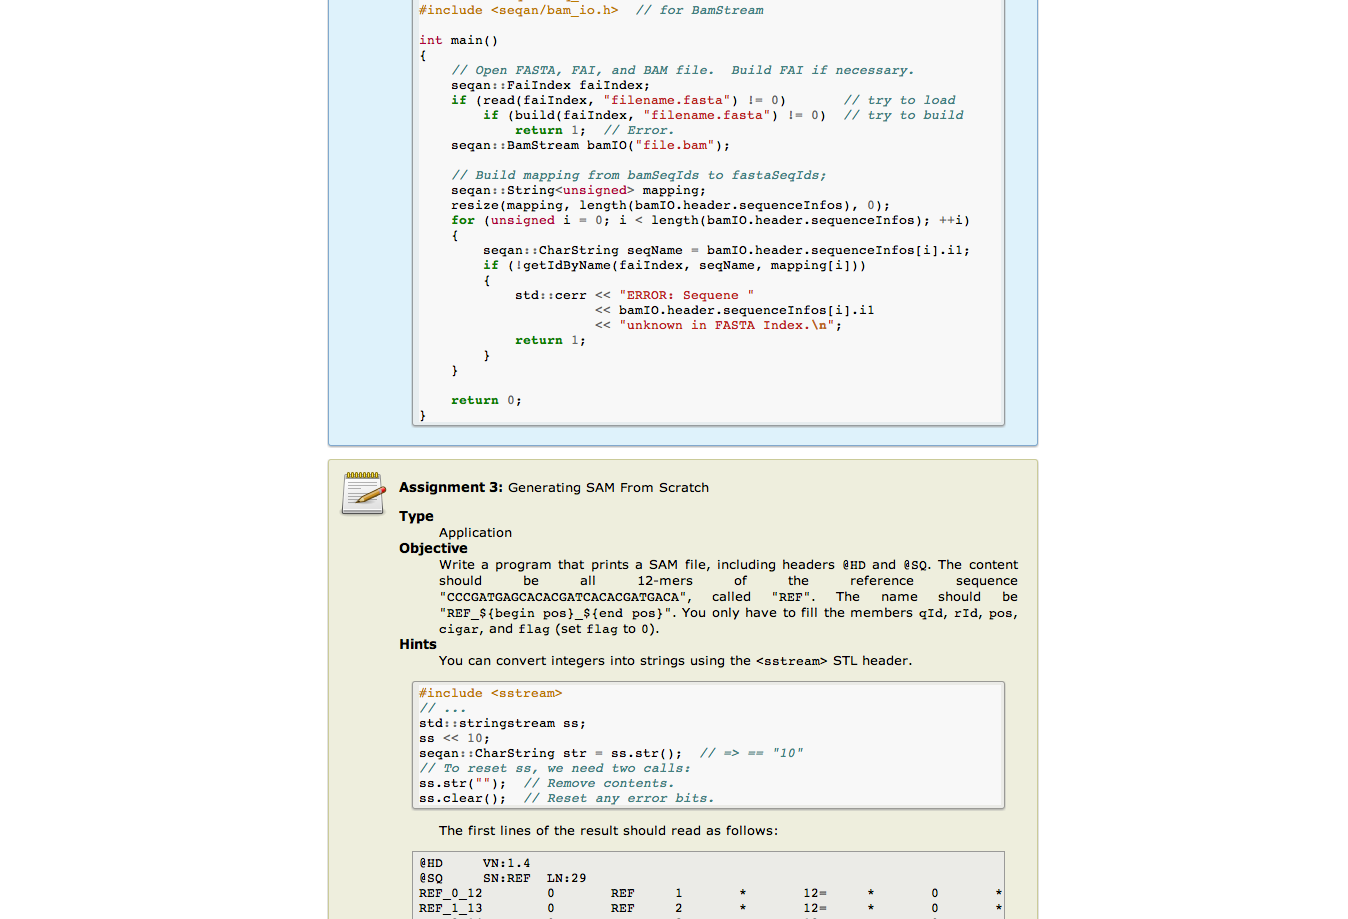 #include <seqan/bam_io.h>  // for BamStream
int main()
{
    // Open FASTA, FAI, and BAM file.  Build FAI if necessary.
    seqan::FaiIndex faiIndex;
    if (read(faiIndex, "filename.fasta") != 0)       // try to load
        if (build(faiIndex, "filename.fasta") != 0)  // try to build
            return 1;  // Error.
    seqan::BamStream bamIO("file.bam");
    // Build mapping from bamSeqIds to fastaSeqIds;
    seqan::String<unsigned> mapping;
    resize(mapping, length(bamIO.header.sequenceInfos), 0);
    for (unsigned i = 0; i < length(bamIO.header.sequenceInfos); ++i)
    {
        seqan::CharString seqName = bamIO.header.sequenceInfos[i].i1;
        if (!getIdByName(faiIndex, seqName, mapping[i]))
        {
            std::cerr << "ERROR: Sequene "
                      << bamIO.header.sequenceInfos[i].i1
                      << "unknown in FASTA Index.\n";
            return 1;
        }
    }
    return 0;
}
Assignment 3: Generating SAM From Scratch
Type
Application
Objective
Write a program that prints a SAM file, including headers @HD and @SQ. The content
should be all 12-mers of the reference sequence
"CCCGATGAGCACACGATCACACGATGACA", called "REF". The name should be
"REF_${begin pos}_${end pos}". You only have to fill the members qId, rId, pos,
cigar, and flag (set flag to 0).
Hints
You can convert integers into strings using the <sstream> STL header.
#include <sstream>
// ...
std::stringstream ss;
ss << 10;
seqan::CharString str = ss.str();  // => == "10"
// To reset ss, we need two calls:
ss.str("");  // Remove contents.
ss.clear();  // Reset any error bits.
The first lines of the result should read as follows:
@HD     VN:1.4
@SQ     SN:REF  LN:29
REF_0_12        0       REF     1       *       12=     *       0       *
REF_1_13        0       REF     2       *       12=     *       0       *